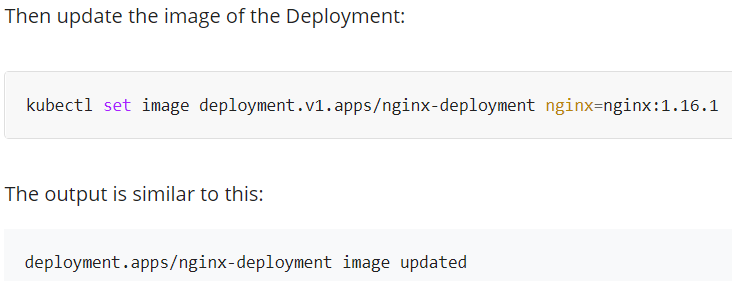 Then update the image of the Deployment:
kubectl set image deployment.v1.apps/nginx-deployment nginx=nginx:1.16.1
The output is similar to this:
deployment.apps/nginx-deployment image updated